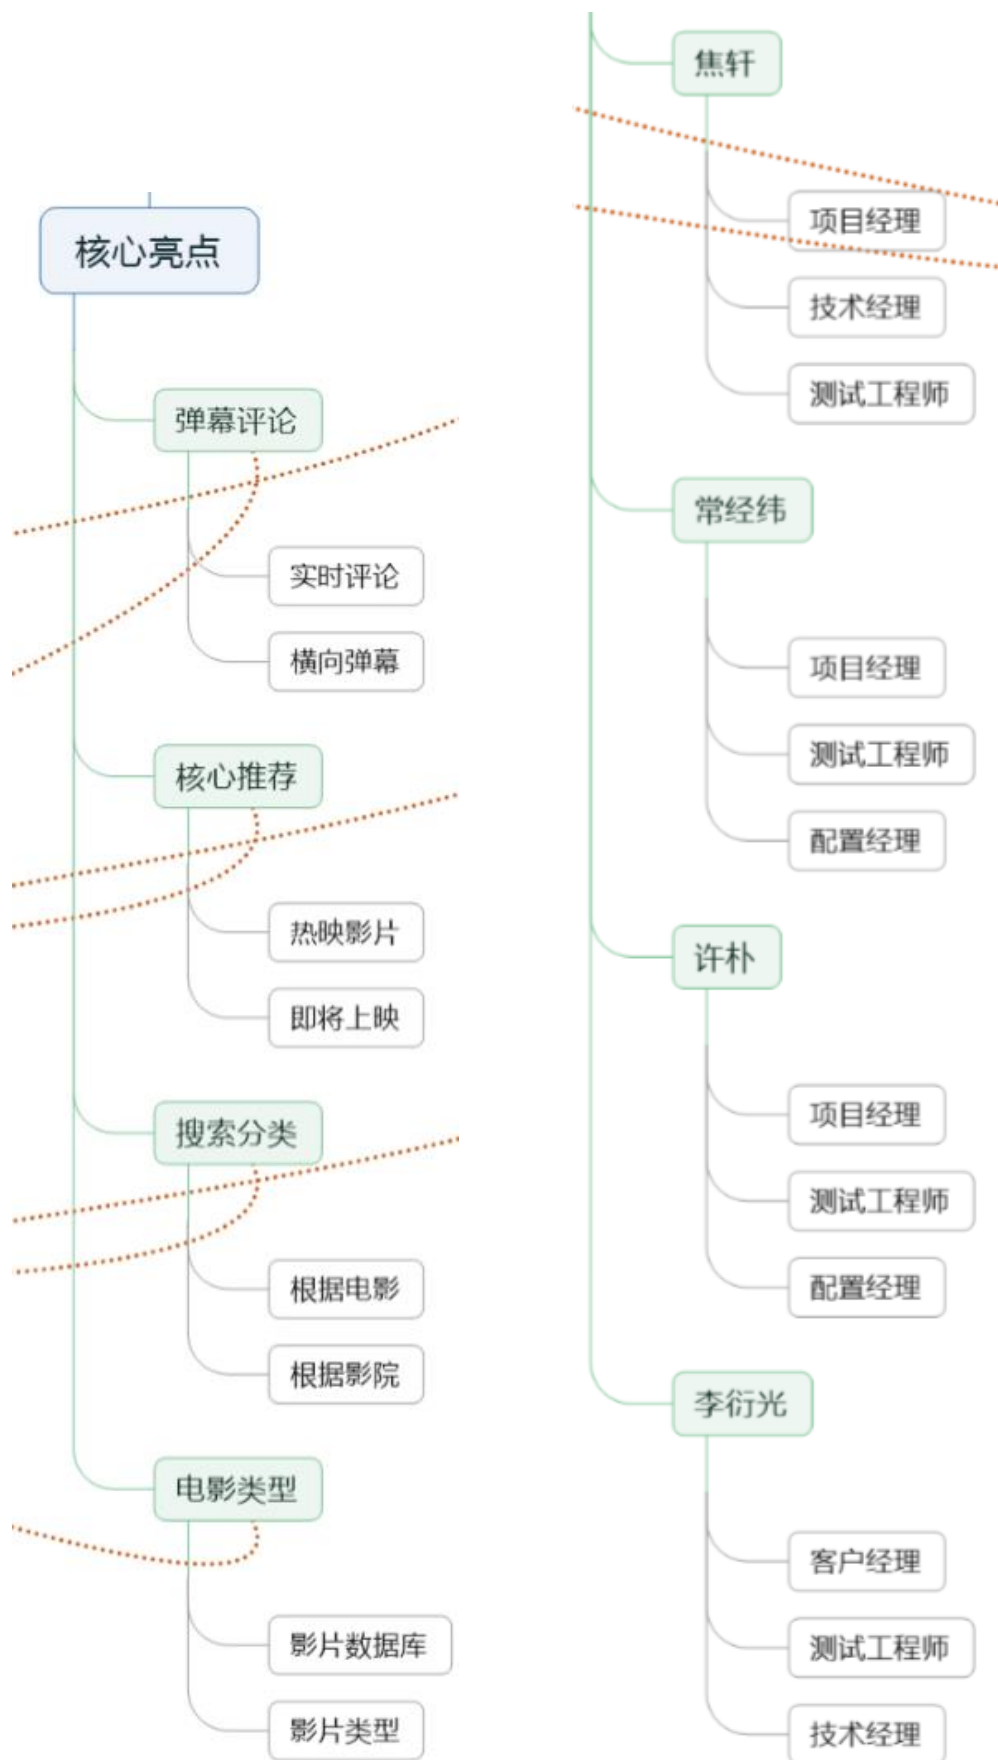 核心亮点
弹幕评论
实时评论
横向弹幕
核心推荐
热映影片
即将上映
搜索分类
根据电影
根据影院
电影类型
影片数据库
影片类型
焦轩
项目经理
技术经理
测试工程师
常经纬
项目经理
测试工程师
配置经理
许朴
项目经理
测试工程师
配置经理
李衍光
客户经理
测试工程师
技术经理